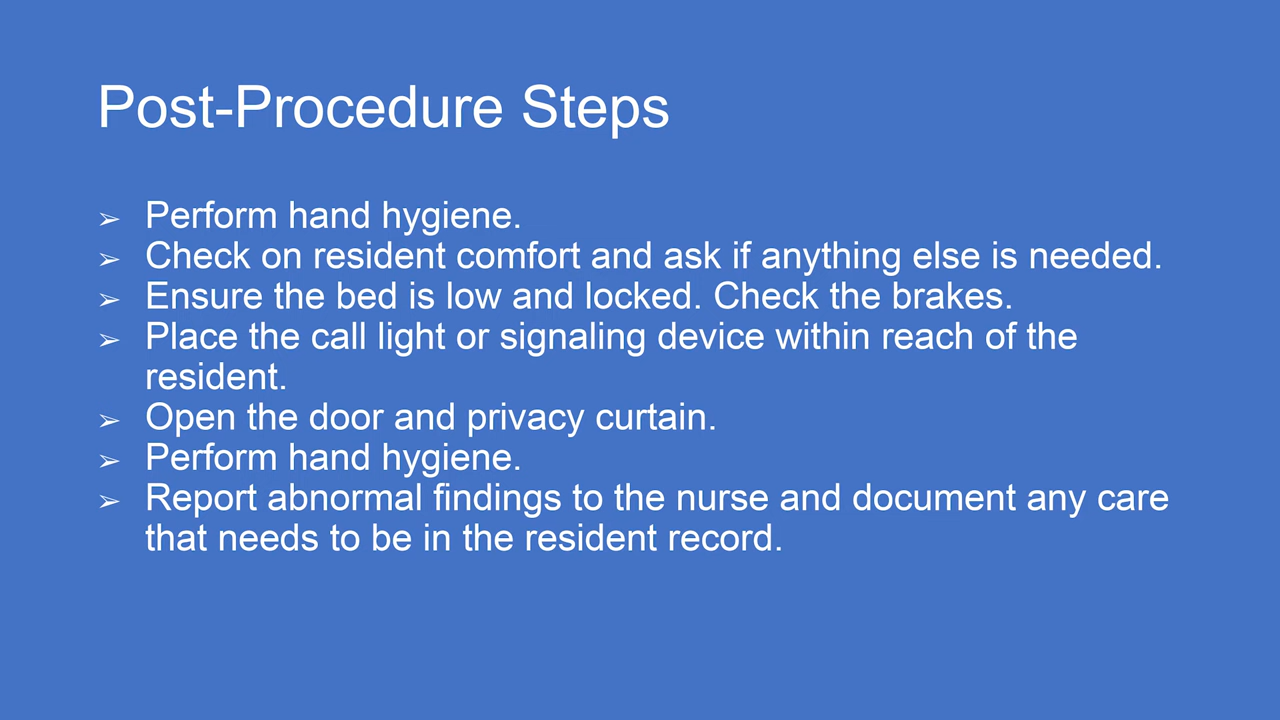 Post-Procedure Steps
➢ Perform hand hygiene.
➢ Check on resident comfort and ask if anything else is needed.
➢ Ensure the bed is low and locked. Check the brakes.
➢ Place the call light or signaling device within reach of the
resident.
➢ Open the door and privacy curtain.
➢ Perform hand hygiene.
➢ Report abnormal findings to the nurse and document any care
that needs to be in the resident record.